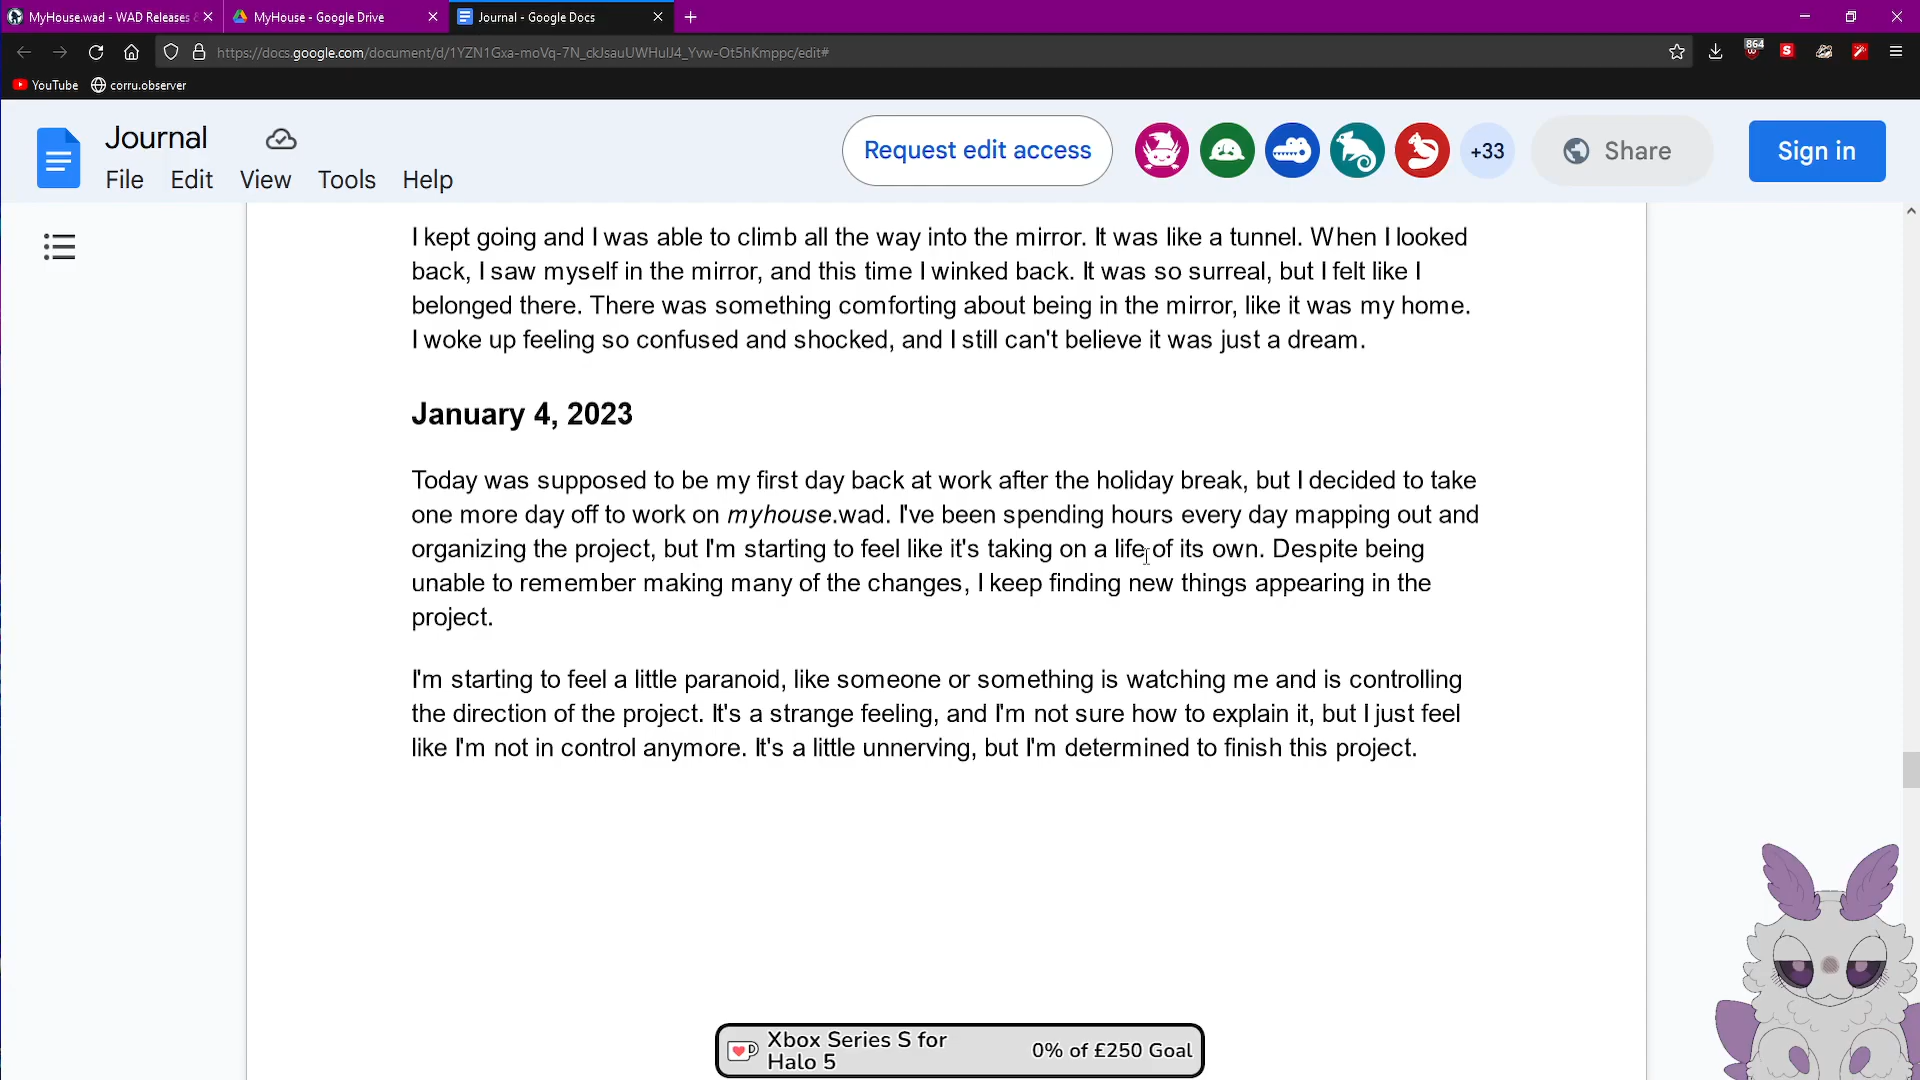 MyHouse.wad - WAD Releases &
MyHouse - Google Drive
Journal - Google Docs
https://docs.google.com/document/d/1YZN1Gxa-moVq-7N_ckJsauUWHulJ4_Yvw-Ot5hKmppc/edit#
864
S
YouTube
corru.observer
Journal
File Edit View Tools Help
Request edit access
+33
Share
Sign in
I kept going and I was able to climb all the way into the mirror. It was like a tunnel. When I looked
back, I saw myself in the mirror, and this time I winked back. It was so surreal, but I felt like I
belonged there. There was something comforting about being in the mirror, like it was my home.
I woke up feeling so confused and shocked, and I still can't believe it was just a dream.
January 4, 2023
Today was supposed to be my first day back at work after the holiday break, but I decided to take
one more day off to work on myhouse.wad. I've been spending hours every day mapping out and
organizing the project, but I'm starting to feel like it's taking on a life of its own. Despite being
unable to remember making many of the changes, I keep finding new things appearing in the
project.
I'm starting to feel a little paranoid, like someone or something is watching me and is controlling
the direction of the project. It's a strange feeling, and I'm not sure how to explain it, but I just feel
like I'm not in control anymore. It's a little unnerving, but I'm determined to finish this project.
Xbox Series S for
Halo 5
0% of £250 Goal